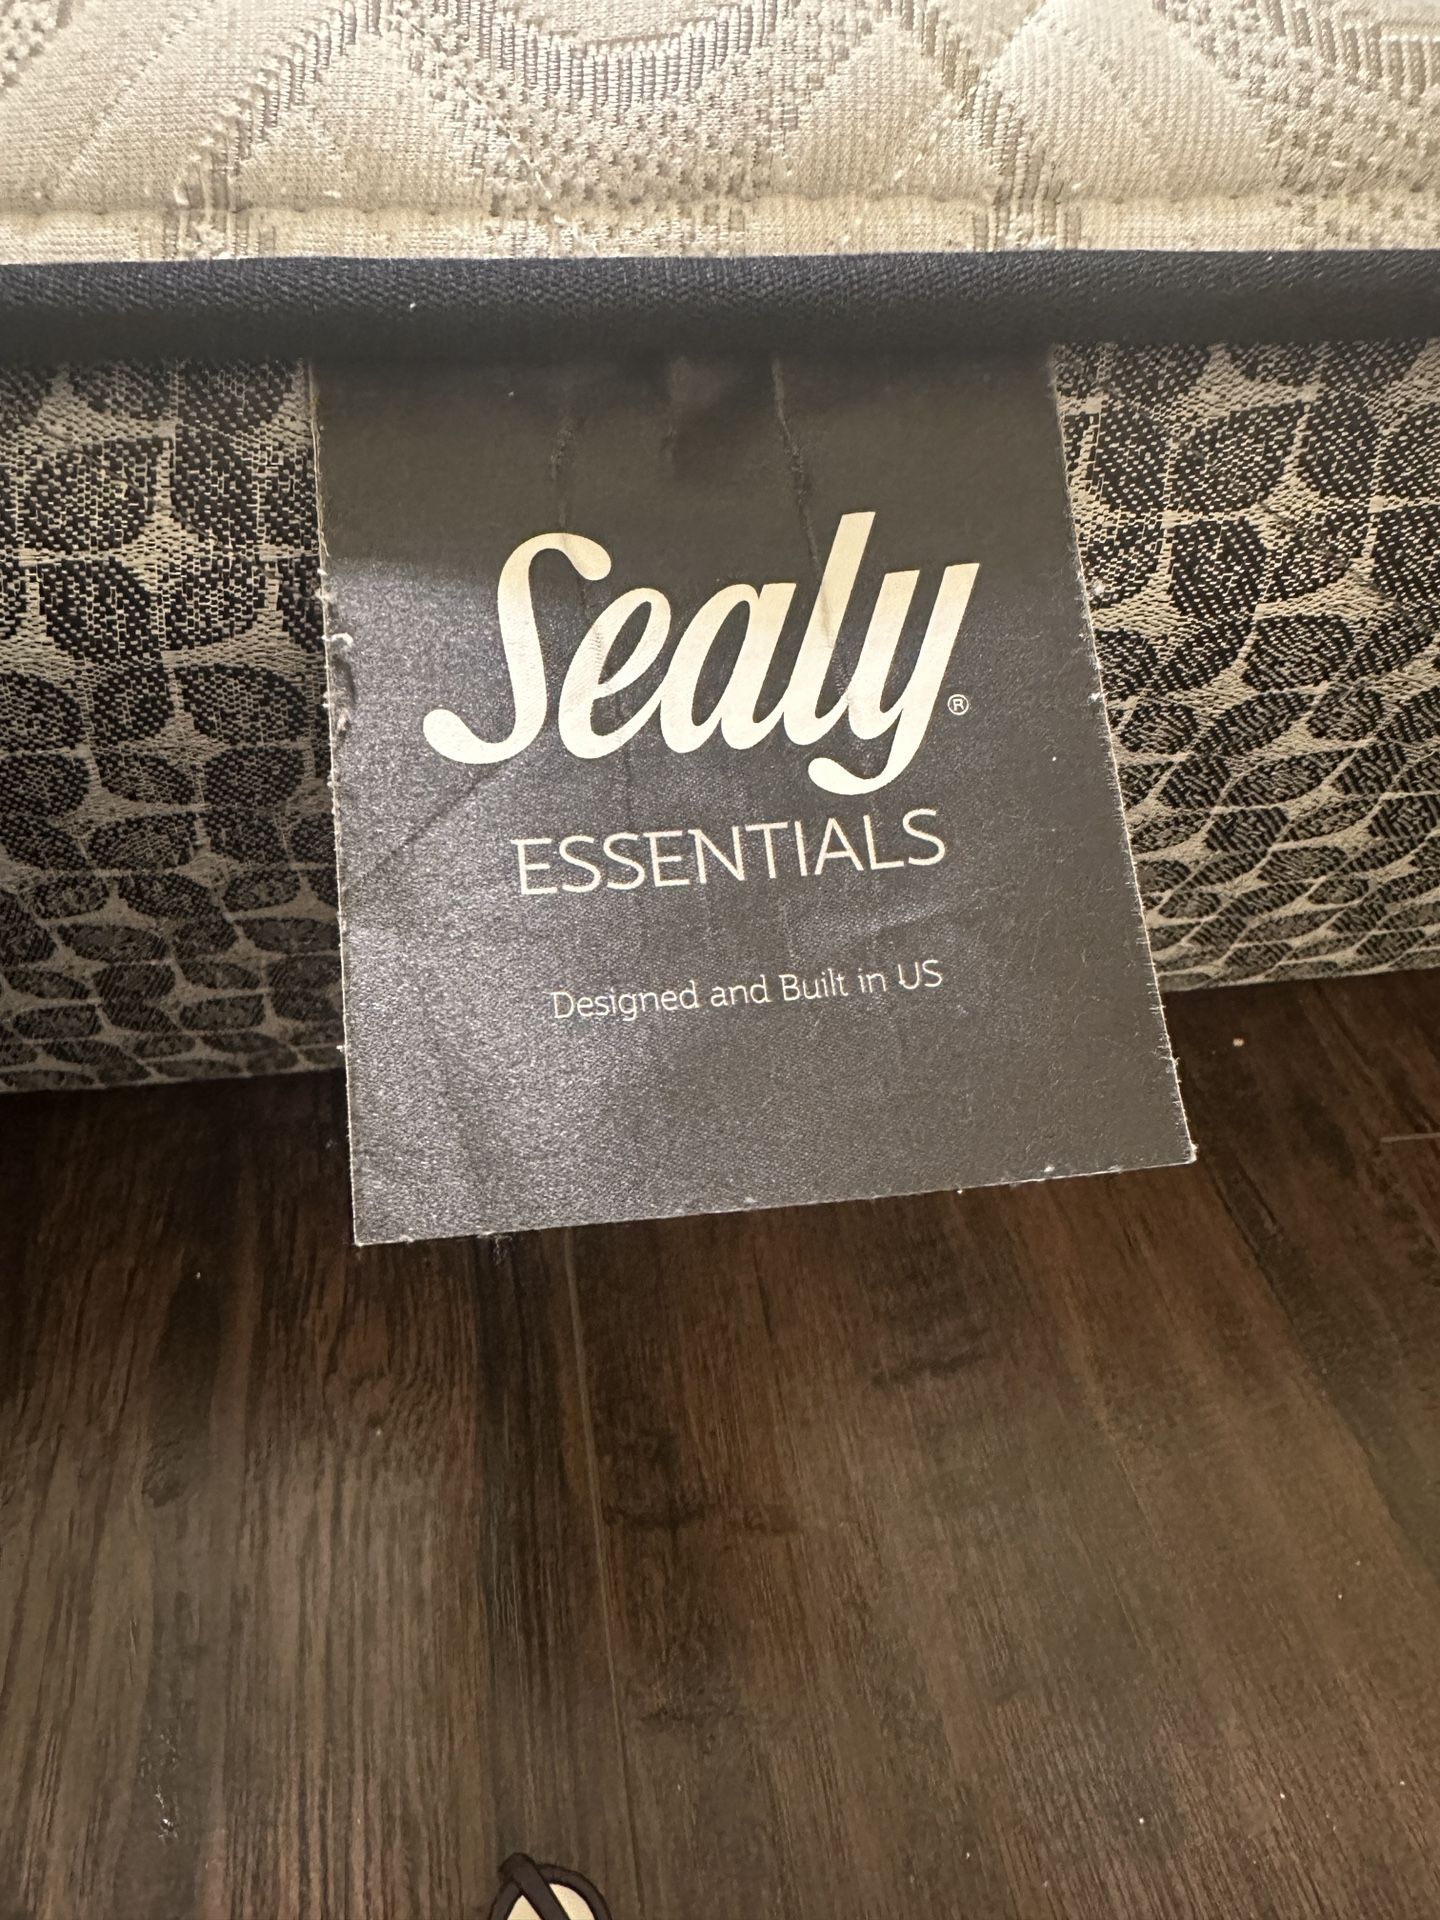 Sealy®
ESSENTIALS
Designed and Built in US